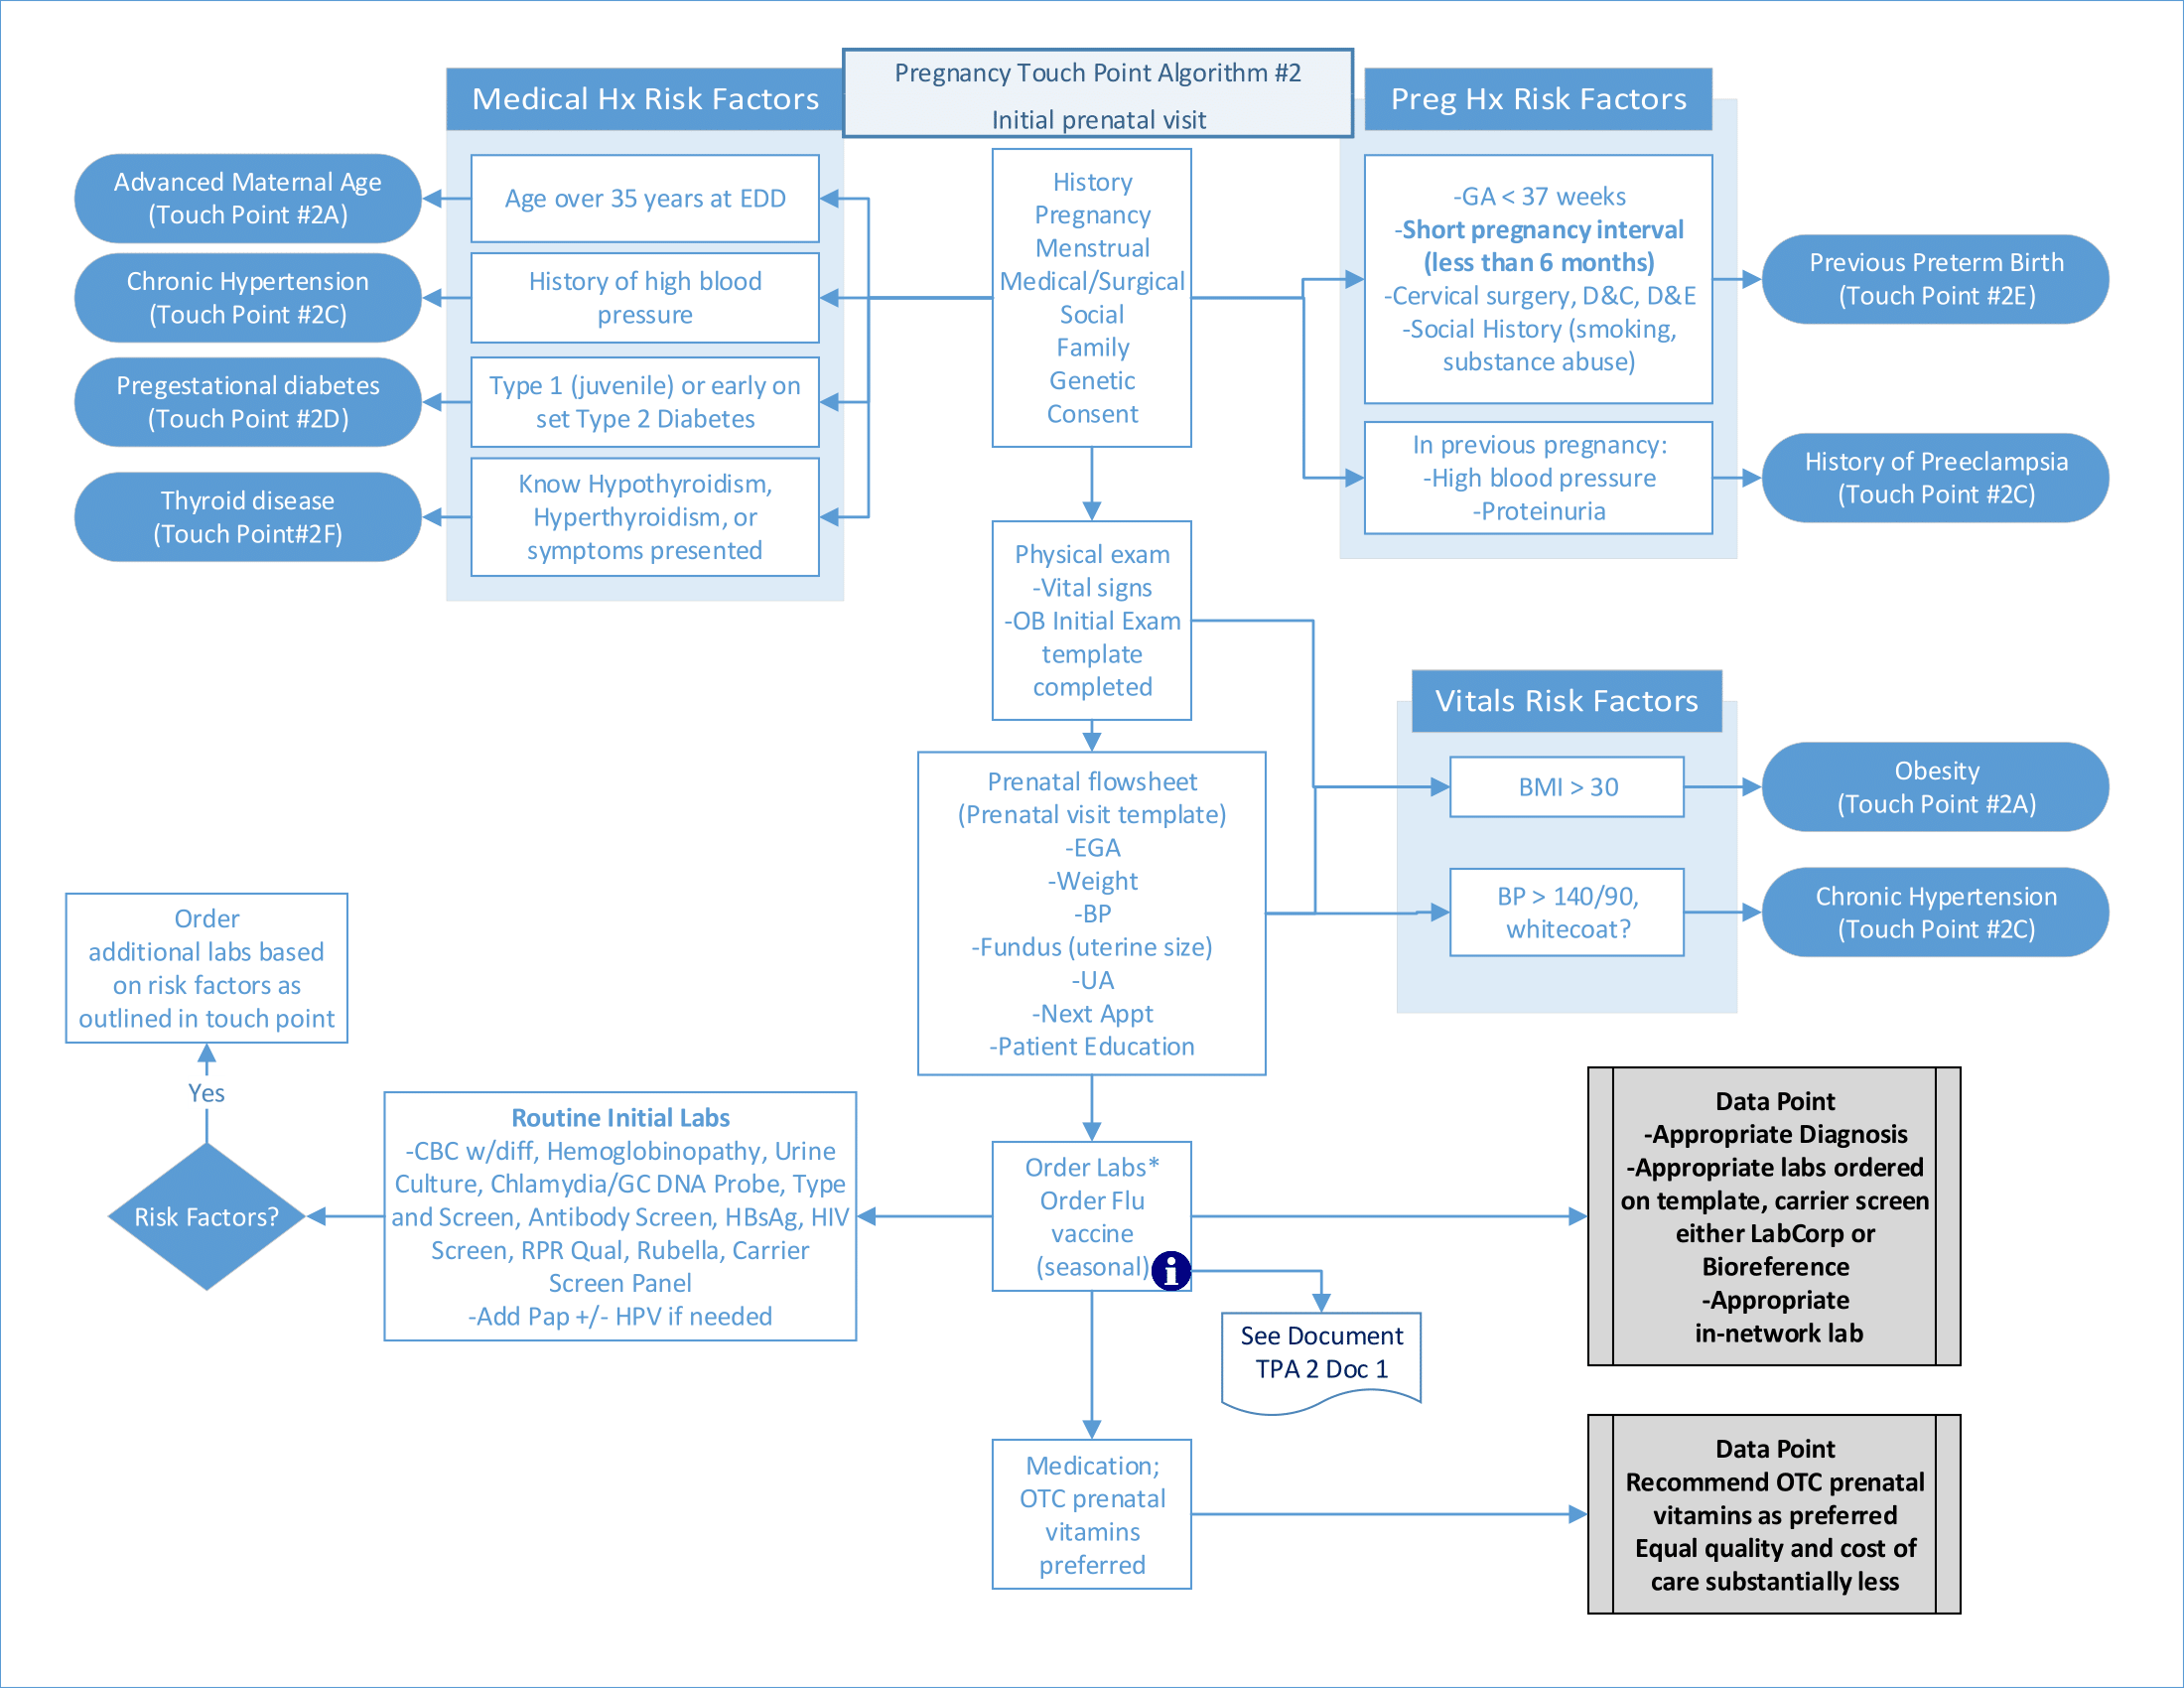 Pregnancy Touch Point Algorithm #2
Initial prenatal visit
Medical Hx Risk Factors
Preg Hx Risk Factors
Advanced Maternal Age
(Touch Point #2A)
Age over 35 years at EDD
Chronic Hypertension
(Touch Point #2C)
History of high blood
pressure
Pregestational diabetes
(Touch Point #2D)
Type 1 (juvenile) or early on
set Type 2 Diabetes
Thyroid disease
(Touch Point#2F)
Know Hypothyroidism,
Hyperthyroidism, or
symptoms presented
History
Pregnancy
Menstrual
Medical/Surgical
Social
Family
Genetic
Consent
-GA < 37 weeks
-Short pregnancy interval
(less than 6 months)
-Cervical surgery, D&C, D&E
-Social History (smoking,
substance abuse)
Previous Preterm Birth
(Touch Point #2E)
In previous pregnancy:
-High blood pressure
-Proteinuria
History of Preeclampsia
(Touch Point #2C)
Physical exam
-Vital signs
-OB Initial Exam
template
completed
Vitals Risk Factors
BMI > 30
Obesity
(Touch Point #2A)
BP > 140/90,
whitecoat?
Chronic Hypertension
(Touch Point #2C)
Prenatal flowsheet
(Prenatal visit template)
-EGA
-Weight
-BP
-Fundus (uterine size)
-UA
-Next Appt
-Patient Education
Order
additional labs based
on risk factors as
outlined in touch point
Yes
Risk Factors?
Routine Initial Labs
-CBC w/diff, Hemoglobinopathy, Urine
Culture, Chlamydia/GC DNA Probe, Type
and Screen, Antibody Screen, HBsAg, HIV
Screen, RPR Qual, Rubella, Carrier
Screen Panel
-Add Pap +/- HPV if needed
Order Labs*
Order Flu
vaccine
(seasonal)
i
See Document
TPA 2 Doc 1
Data Point
-Appropriate Diagnosis
-Appropriate labs ordered
on template, carrier screen
either LabCorp or
Bioreference
-Appropriate
in-network lab
Medication;
OTC prenatal
vitamins
preferred
Data Point
Recommend OTC prenatal
vitamins as preferred
Equal quality and cost of
care substantially less